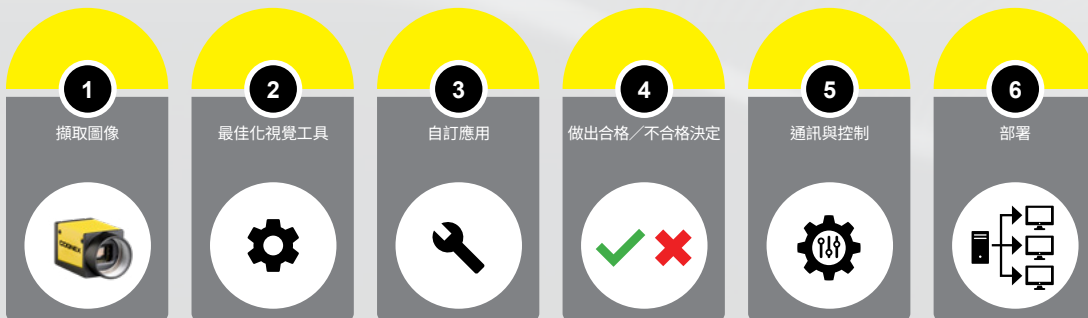 1
擷取圖像
COGNEX
2
最佳化視覺工具
3
自訂應用
4
做出合格／不合格決定
5
通訊與控制
6
部署